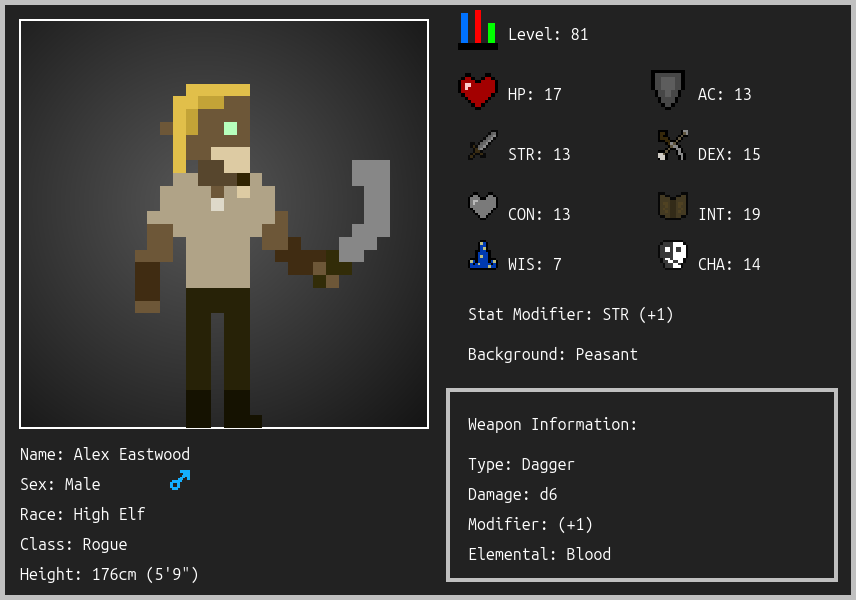 Level: 81
HP: 17
AC: 13
STR: 13
DEX: 15
CON: 13
INT: 19
WIS: 7
CHA: 14
Stat Modifier: STR (+1)
Background: Peasant
Weapon Information:
Type: Dagger
Damage: d6
Modifier: (+1)
Elemental: Blood
Name: Alex Eastwood
Sex: Male
Race: High Elf
Class: Rogue
Height: 176cm (5'9")